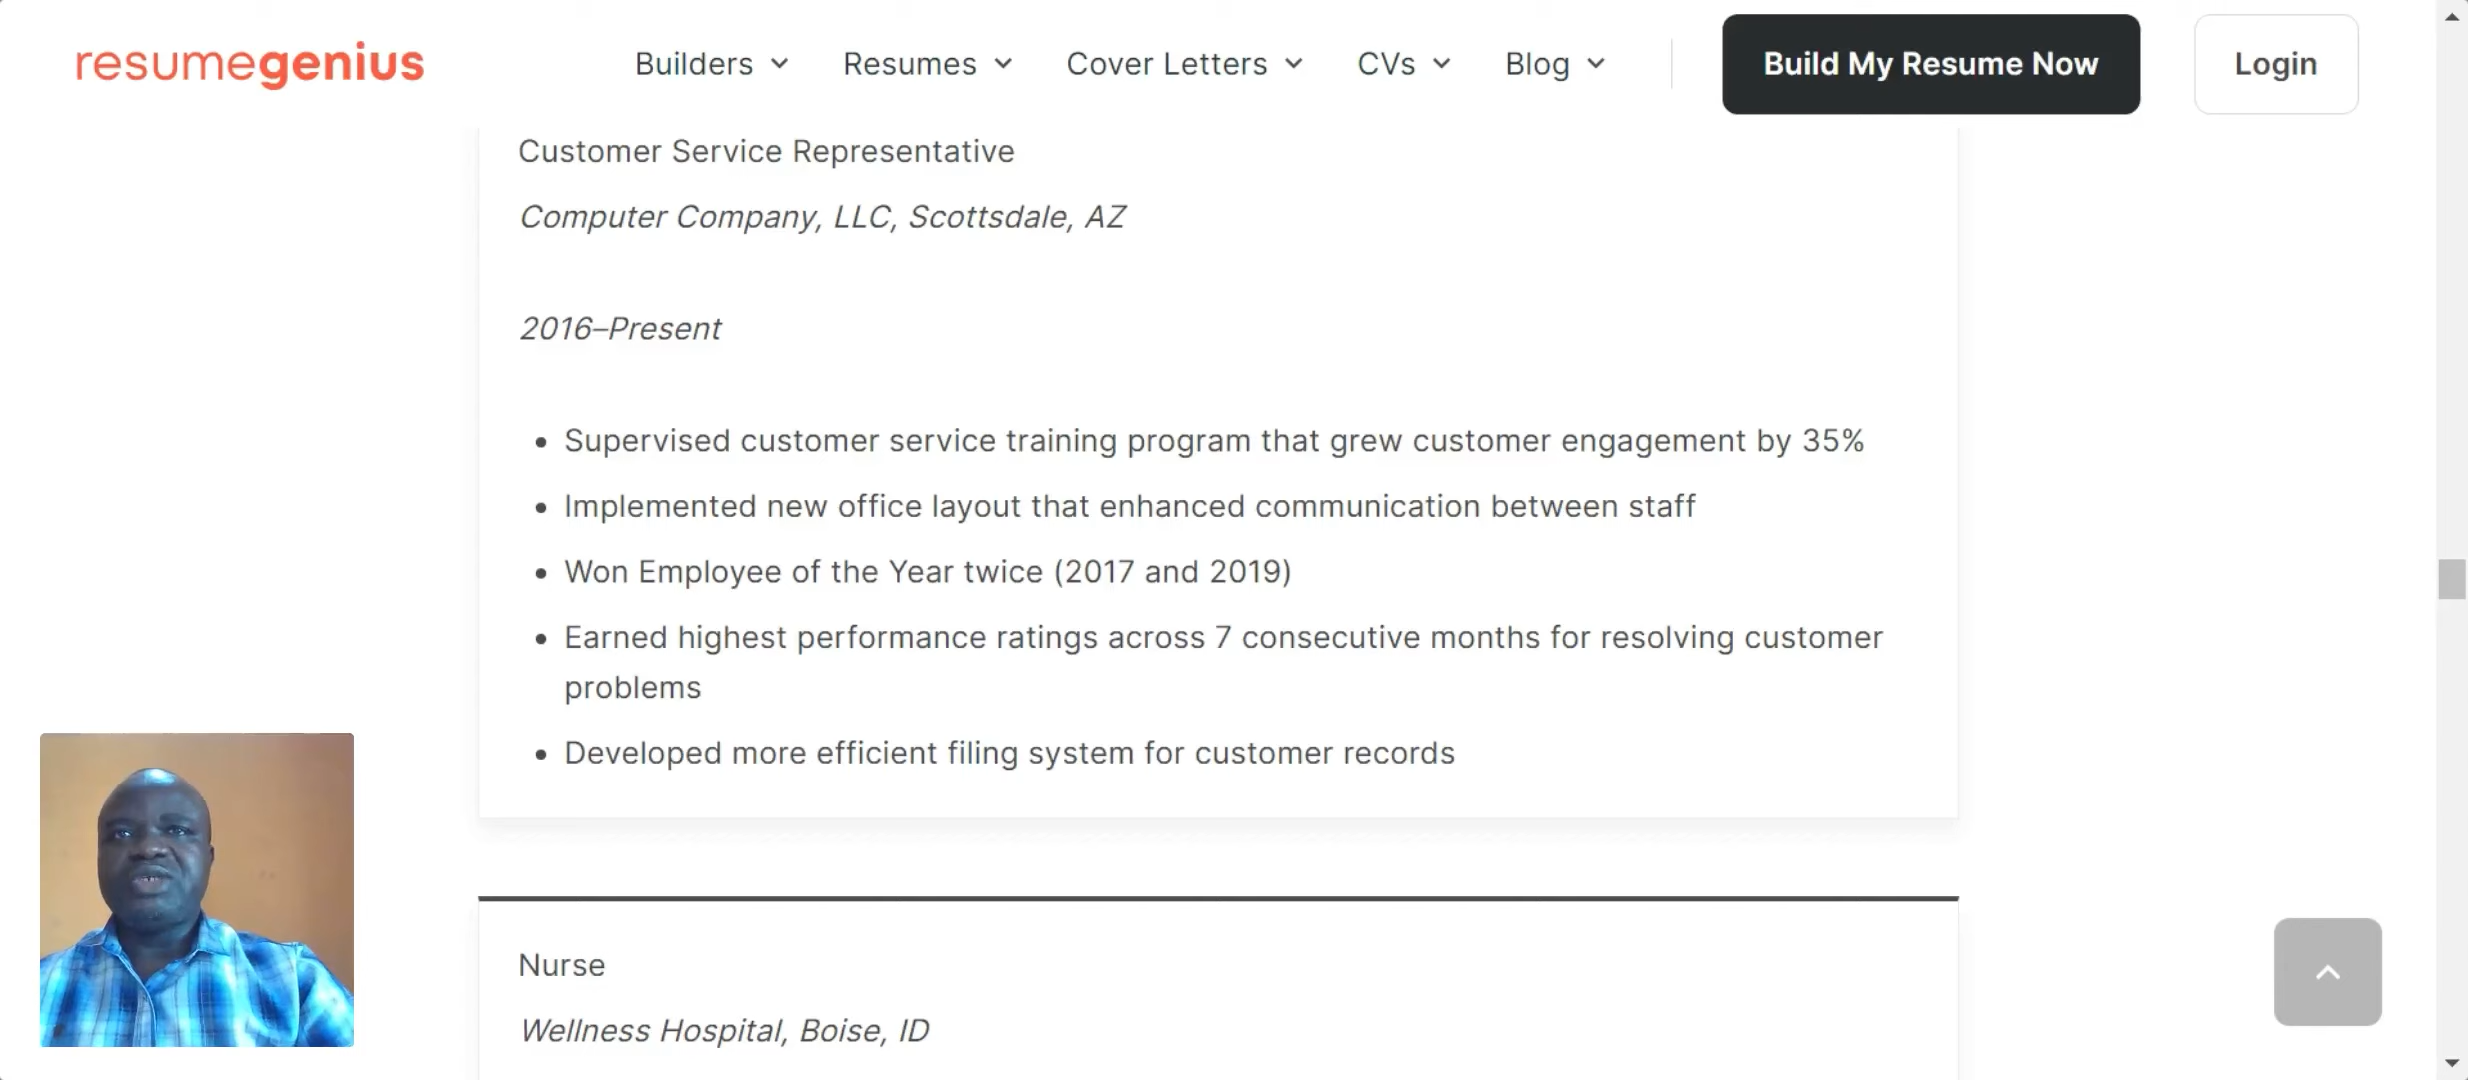 resumegenius
Builders
Resumes
Cover Letters
CVs
Blog
Build My Resume Now
Login
Customer Service Representative
Computer Company, LLC, Scottsdale, AZ
2016–Present
• Supervised customer service training program that grew customer engagement by 35%
• Implemented new office layout that enhanced communication between staff
• Won Employee of the Year twice (2017 and 2019)
• Earned highest performance ratings across 7 consecutive months for resolving customer
problems
• Developed more efficient filing system for customer records
Nurse
Wellness Hospital, Boise, ID